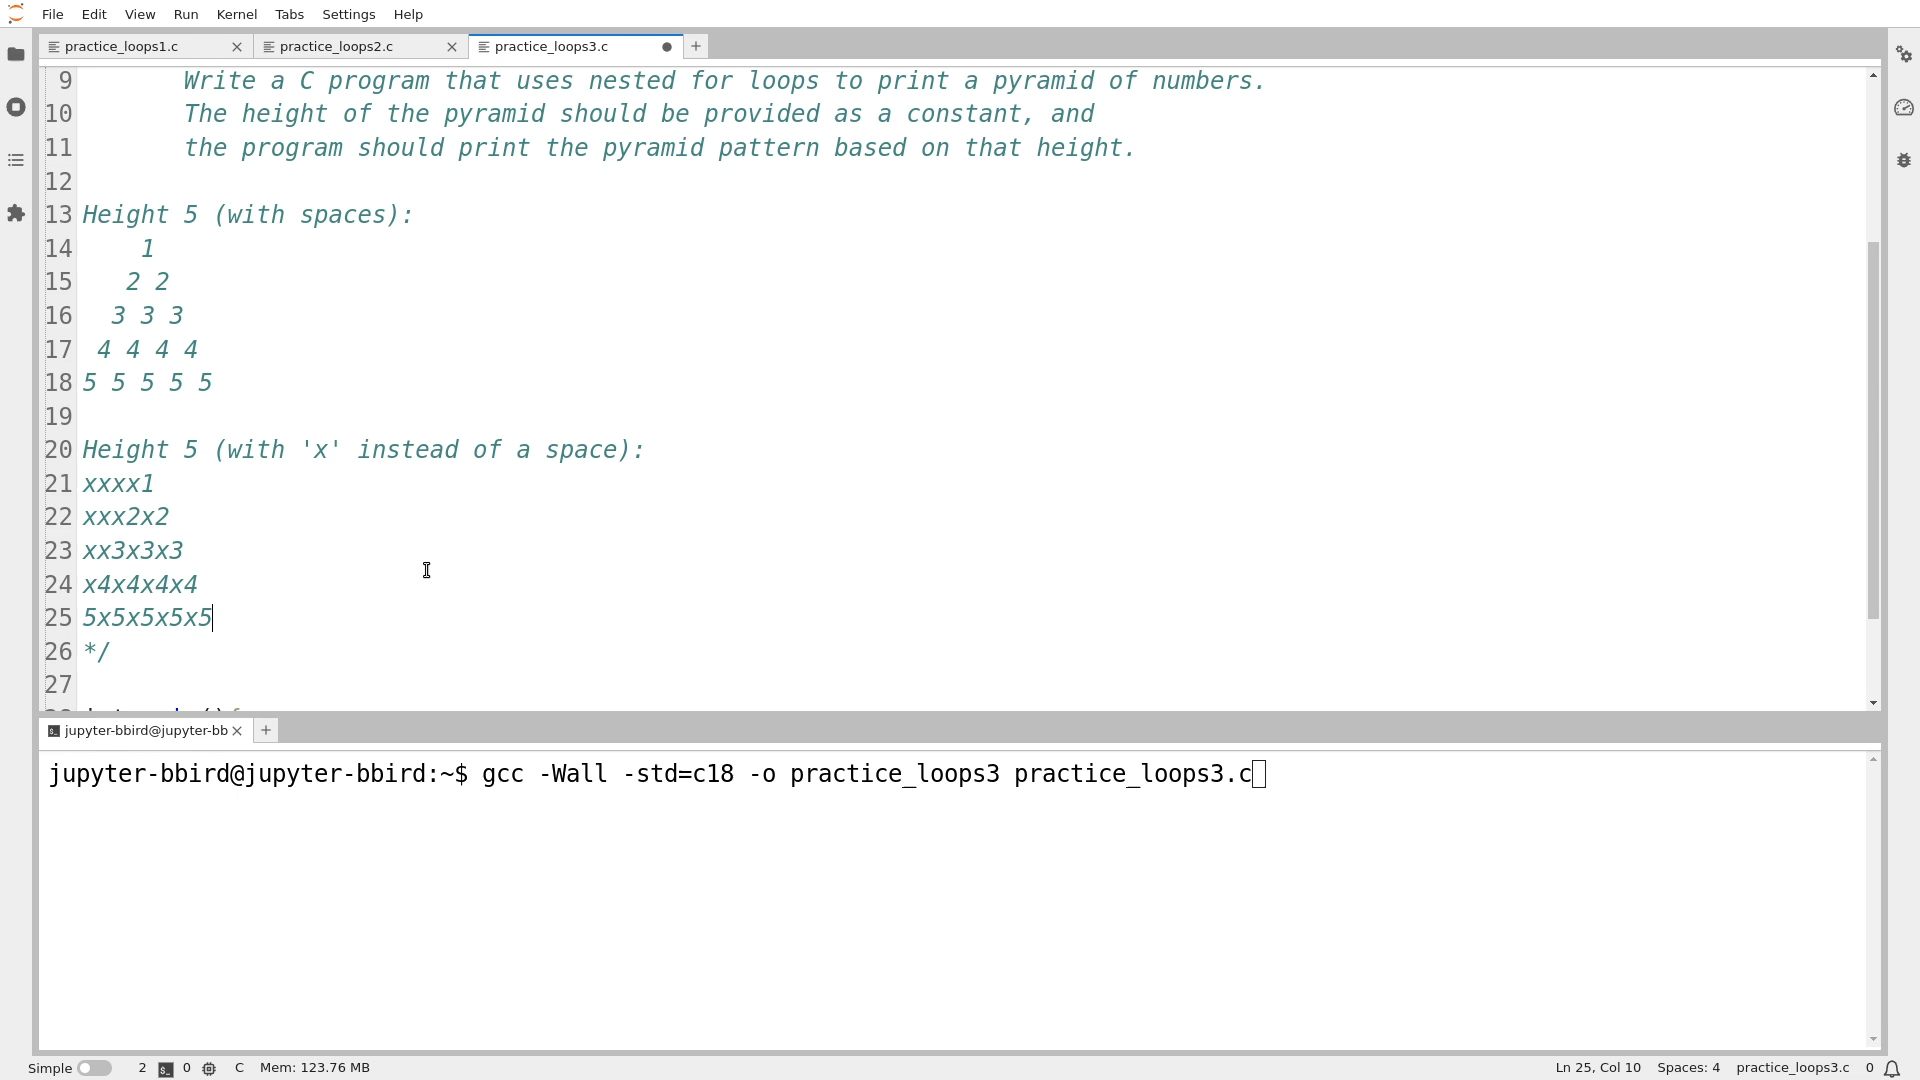 File Edit View Run Kernel Tabs Settings Help
practice_loops1.c practice_loops2.c practice_loops3.c
9 Write a C program that uses nested for loops to print a pyramid of numbers.
10 The height of the pyramid should be provided as a constant, and
11 the program should print the pyramid pattern based on that height.
12
13 Height 5 (with spaces):
14     1
15    2 2
16   3 3 3
17  4 4 4 4
18 5 5 5 5 5
19
20 Height 5 (with 'x' instead of a space):
21 xxxx1
22 xxx2x2
23 xx3x3x3
24 x4x4x4x4
25 5x5x5x5x5
26 */
27
jupyter-bbird@jupyter-bb
jupyter-bbird@jupyter-bbird:~$ gcc -Wall -std=c18 -o practice_loops3 practice_loops3.c
Simple 2 0 C Mem: 123.76 MB Ln 25, Col 10 Spaces: 4 practice_loops3.c 0